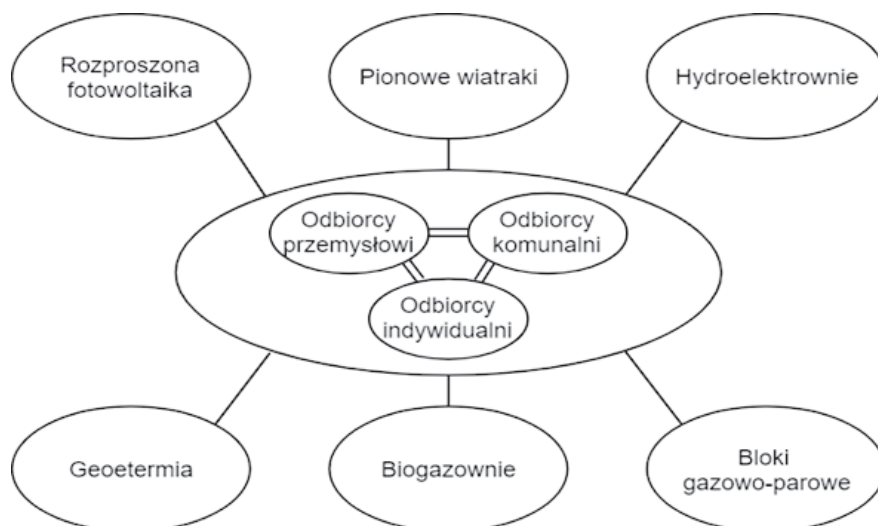 Rozproszona
fotowoltaika
Pionowe wiatraki
Hydroelektrownie
Odbiorcy
przemysłowi
Odbiorcy
komunalni
Odbiorcy
indywidualni
Geoetermia
Biogazownie
Bloki
gazowo-parowe